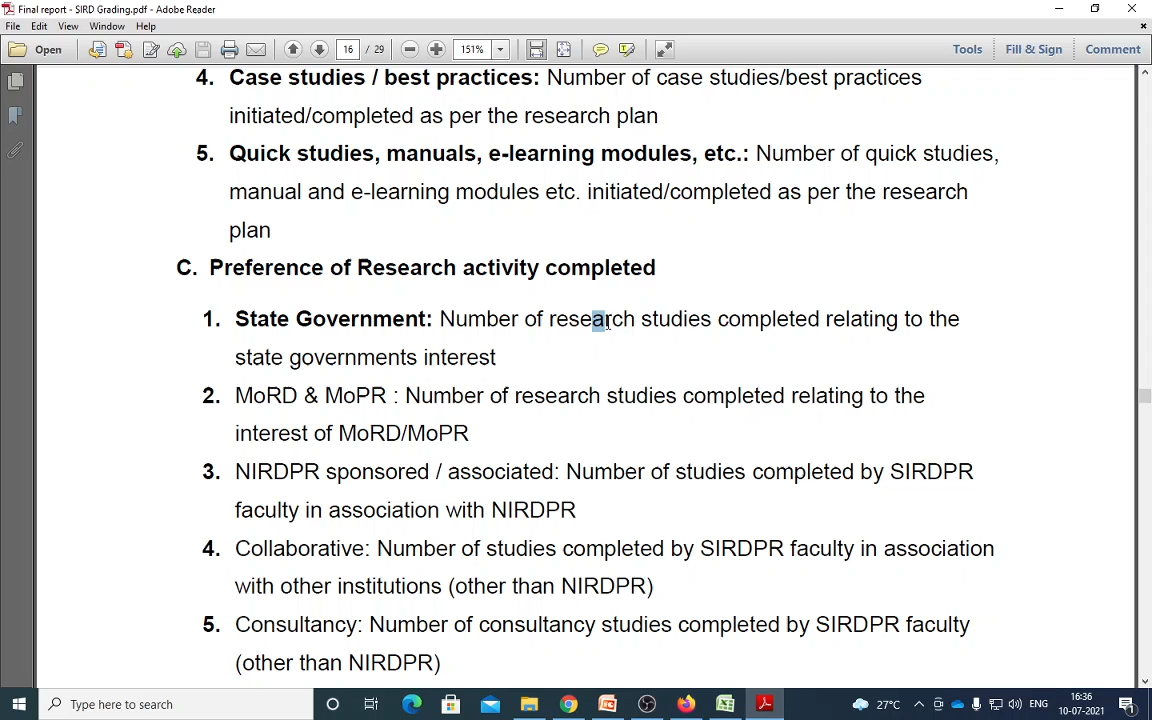 Final report - SIRD Grading.pdf - Adobe Reader
File Edit View Window Help
Open 16 / 29 151% Tools Fill & Sign Comment
4. Case studies / best practices: Number of case studies/best practices
initiated/completed as per the research plan
5. Quick studies, manuals, e-learning modules, etc.: Number of quick studies,
manual and e-learning modules etc. initiated/completed as per the research
plan
C. Preference of Research activity completed
1. State Government: Number of research studies completed relating to the
state governments interest
2. MoRD & MoPR : Number of research studies completed relating to the
interest of MoRD/MoPR
3. NIRDPR sponsored / associated: Number of studies completed by SIRDPR
faculty in association with NIRDPR
4. Collaborative: Number of studies completed by SIRDPR faculty in association
with other institutions (other than NIRDPR)
5. Consultancy: Number of consultancy studies completed by SIRDPR faculty
(other than NIRDPR)
Type here to search 27°C ENG 16:36
10-07-2021